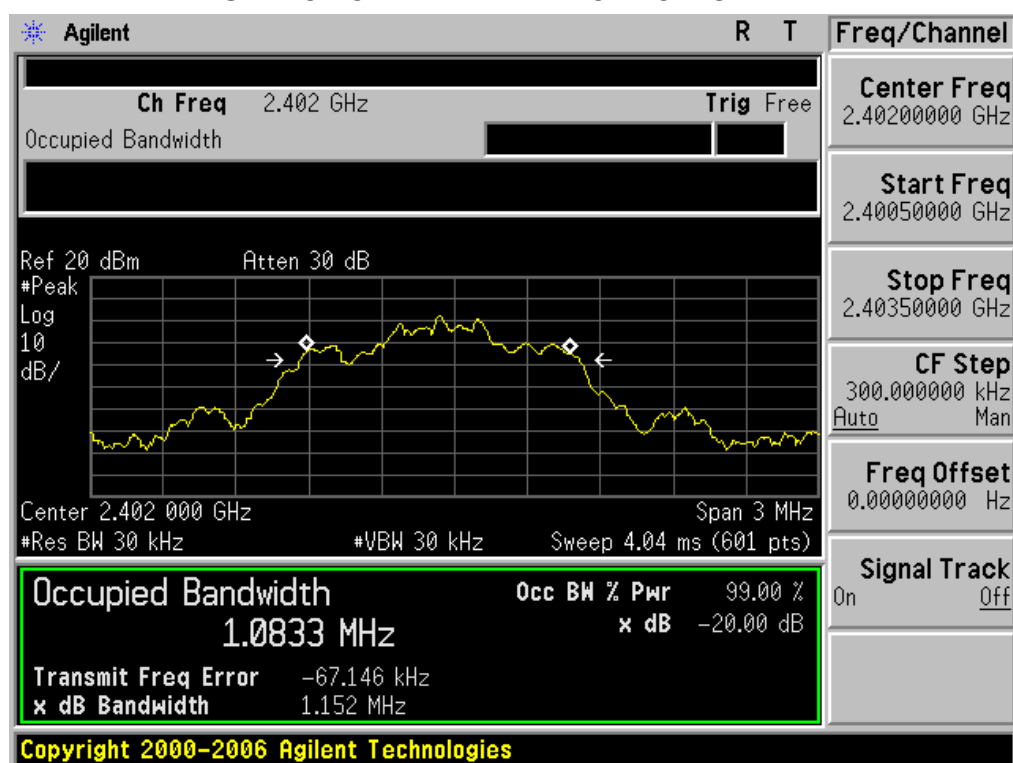 Agilent R T Freq/Channel
Ch Freq 2.402 GHz Trig Free
Occupied Bandwidth
Center Freq
2.40200000 GHz
Start Freq
2.40050000 GHz
Stop Freq
2.40350000 GHz
CF Step
300.000000 kHz
Auto Man
Freq Offset
0.00000000 Hz
Signal Track
On Off
Ref 20 dBm Atten 30 dB
#Peak
Log
10
dB/
Center 2.402 000 GHz Span 3 MHz
#Res BW 30 kHz #VBW 30 kHz Sweep 4.04 ms (601 pts)
Occupied Bandwidth Occ BW % Pwr 99.00 %
1.0833 MHz x dB -20.00 dB
Transmit Freq Error -67.146 kHz
x dB Bandwidth 1.152 MHz
Copyright 2000-2006 Agilent Technologies